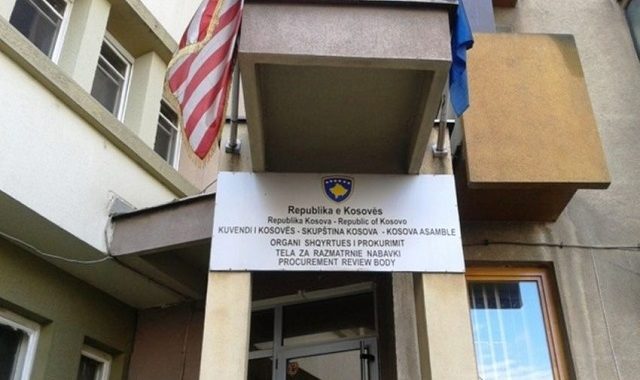 Republika e Kosovës
Republika Kosova - Republic of Kosovo
KUVENDI I KOSOVËS - SKUPŠTINA KOSOVA - KOSOVA ASAMBLE
ORGANI SHQYRTUES I PROKURIMIT
TELA ZA RAZMATRNIE NABAVKI
PROCUREMENT REVIEW BODY